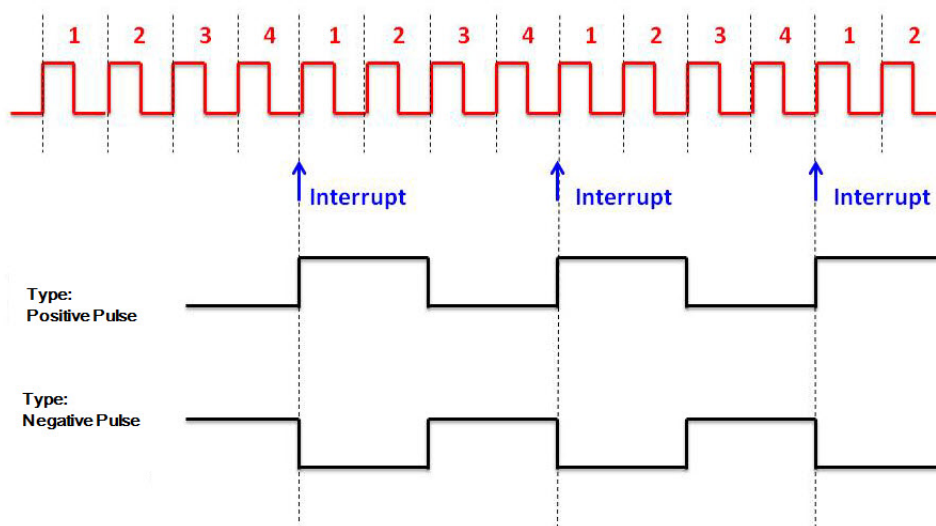 1 2 3 4 1 2 3 4 1 2 3 4 1 2
Interrupt Interrupt Interrupt
Type:
Positive Pulse
Type:
Negative Pulse